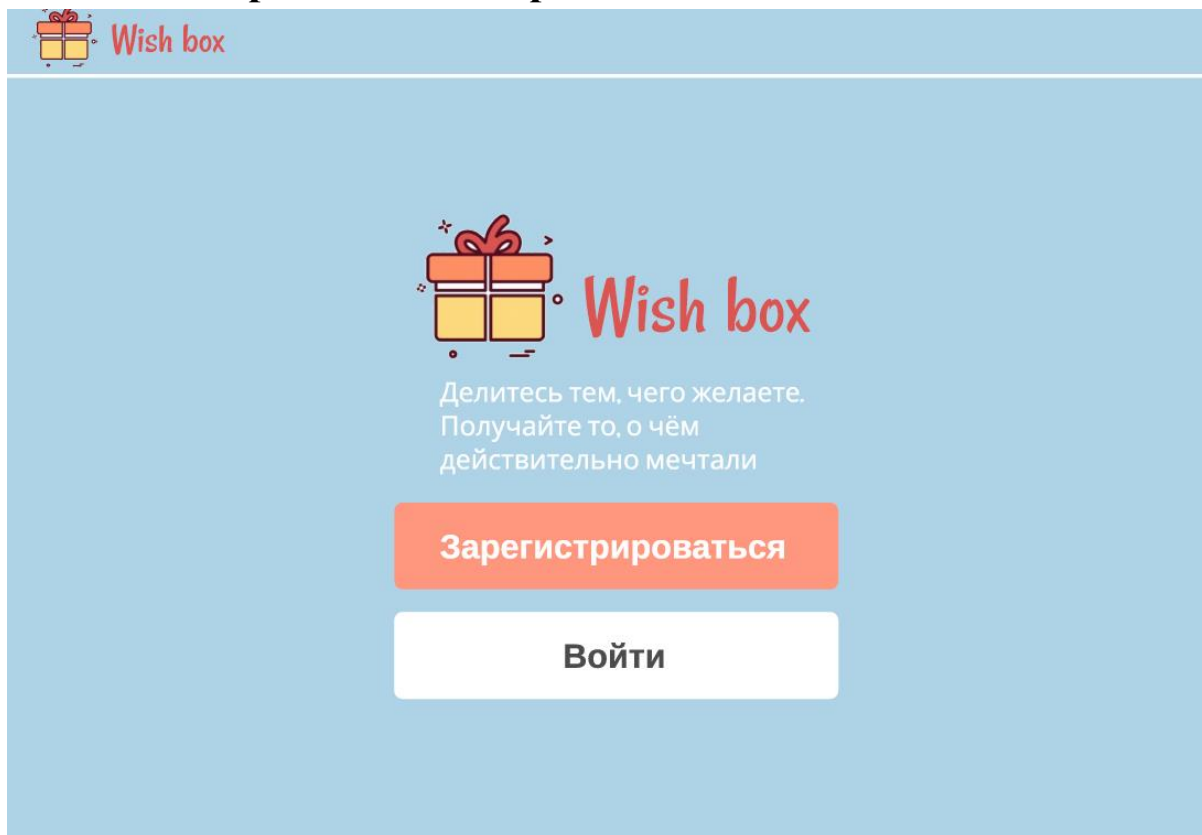 Wish box
Wish box
Делитесь тем, чего желаете.
Получайте то, о чём
действительно мечтали
Зарегистрироваться
Войти